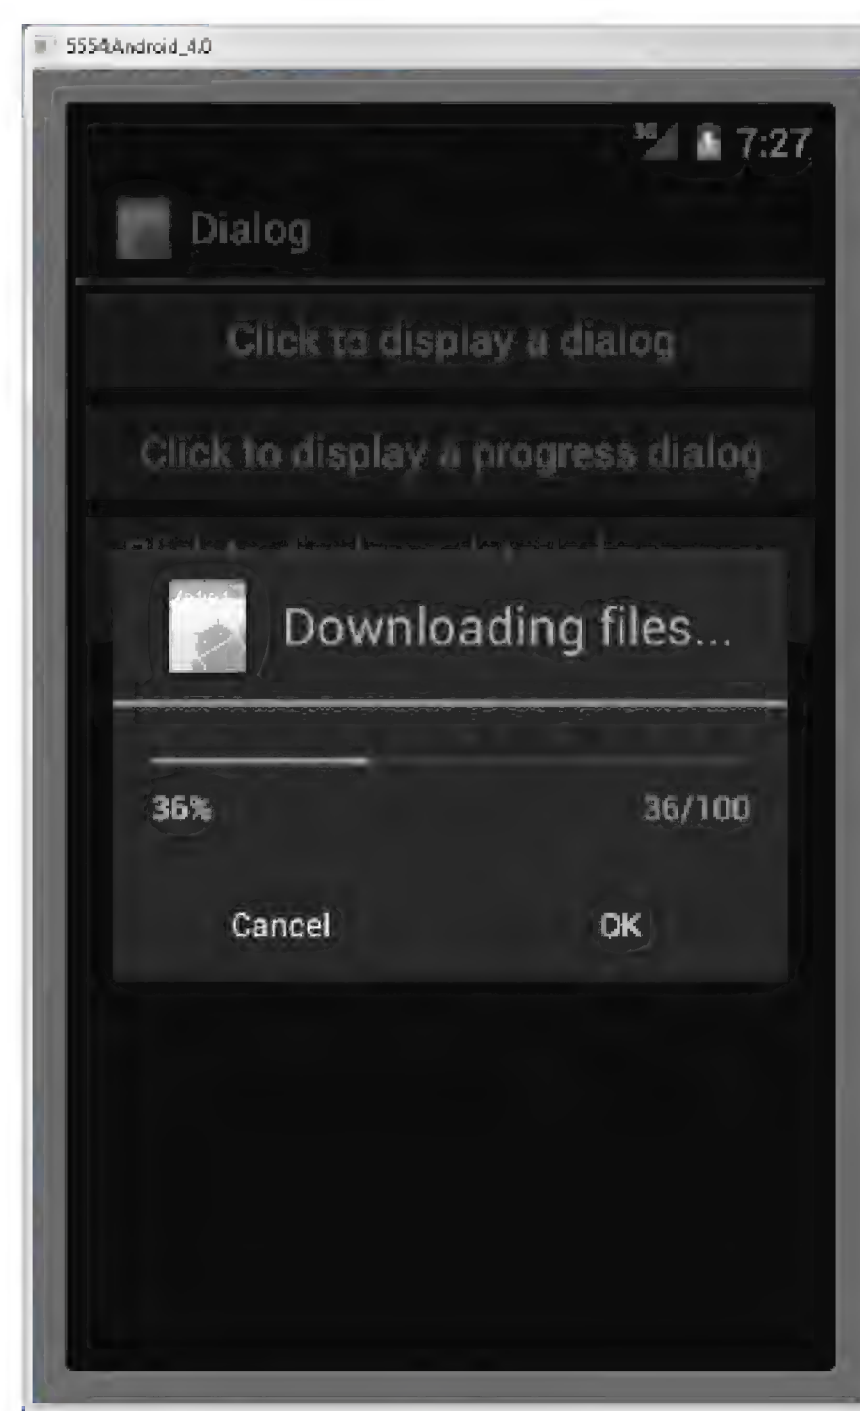 5554:Android_4.0
3G 7:27
Dialog
Click to display a dialog
Click to display a progress dialog
Downloading files...
36% 36/100
Cancel OK